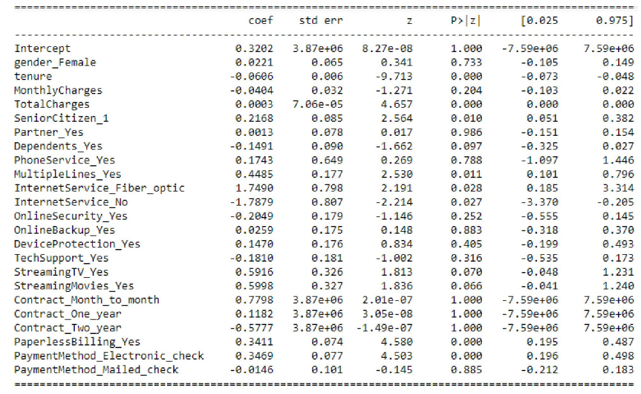 coef std err z P>|z| [0.025 0.975]
Intercept 0.3202 3.87e+06 8.27e-08 1.000 -7.59e+06 7.59e+06
gender_Female 0.0221 0.065 0.341 0.733 -0.105 0.149
tenure -0.0606 0.006 -9.713 0.000 -0.073 -0.048
MonthlyCharges -0.0404 0.032 -1.271 0.204 -0.103 0.022
TotalCharges 0.0003 7.06e-05 4.657 0.000 0.000 0.000
SeniorCitizen_1 0.2168 0.085 2.564 0.010 0.051 0.382
Partner_Yes 0.0013 0.078 0.017 0.986 -0.151 0.154
Dependents_Yes -0.1491 0.090 -1.662 0.097 -0.325 0.027
PhoneService_Yes 0.1743 0.649 0.269 0.788 -1.097 1.446
MultipleLines_Yes 0.4485 0.177 2.530 0.011 0.101 0.796
InternetService_Fiber_optic 1.7490 0.798 2.191 0.028 0.185 3.314
InternetService_No -1.7879 0.807 -2.214 0.027 -3.370 -0.205
OnlineSecurity_Yes -0.2049 0.179 -1.146 0.252 -0.555 0.145
OnlineBackup_Yes 0.0259 0.175 0.148 0.883 -0.318 0.370
DeviceProtection_Yes 0.1470 0.176 0.834 0.405 -0.199 0.493
TechSupport_Yes -0.1810 0.181 -1.002 0.316 -0.535 0.173
StreamingTV_Yes 0.5916 0.326 1.813 0.070 -0.048 1.231
StreamingMovies_Yes 0.5998 0.327 1.836 0.066 -0.041 1.240
Contract_Month_to_month 0.7798 3.87e+06 2.01e-07 1.000 -7.59e+06 7.59e+06
Contract_One_year 0.1182 3.87e+06 3.05e-08 1.000 -7.59e+06 7.59e+06
Contract_Two_year -0.5777 3.87e+06 -1.49e-07 1.000 -7.59e+06 7.59e+06
PaperlessBilling_Yes 0.3411 0.074 4.580 0.000 0.195 0.487
PaymentMethod_Electronic_check 0.3469 0.077 4.503 0.000 0.196 0.498
PaymentMethod_Mailed_check -0.0146 0.101 -0.145 0.885 -0.212 0.183